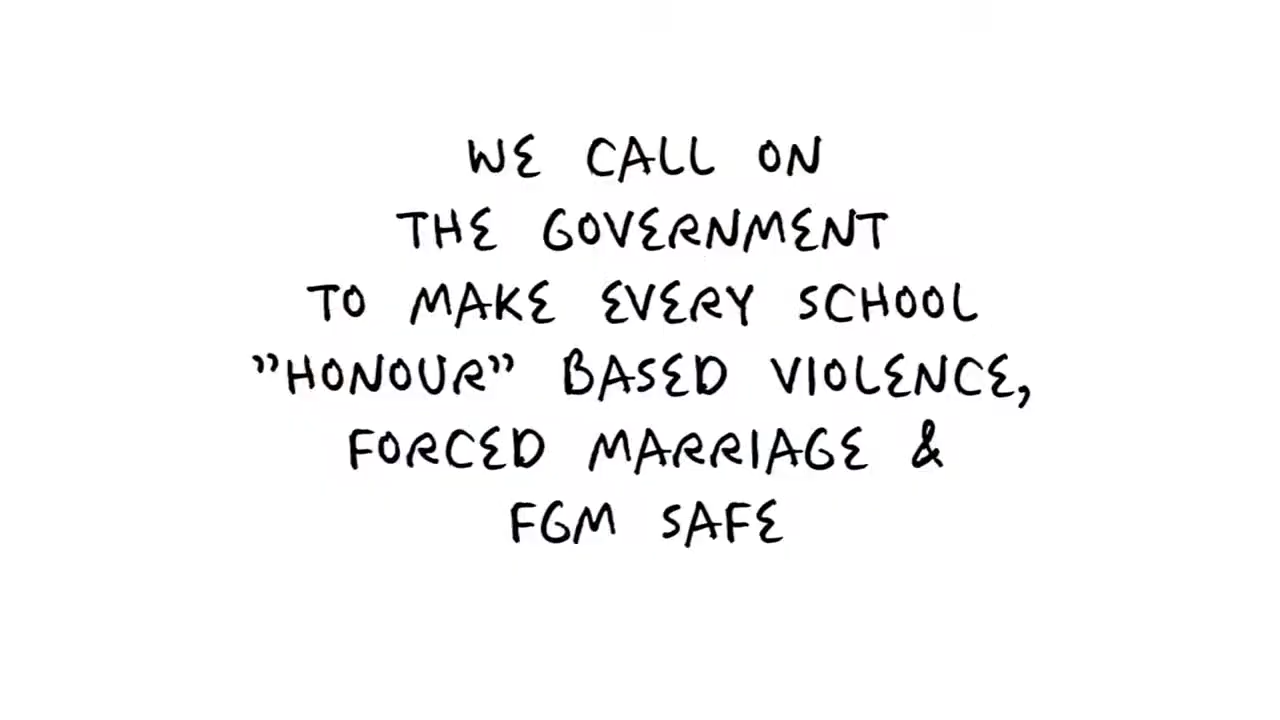 WE CALL ON
THE GOVERNMENT
TO MAKE EVERY SCHOOL
”HONOUR” BASED VIOLENCE,
FORCED MARRIAGE &
FGM SAFE